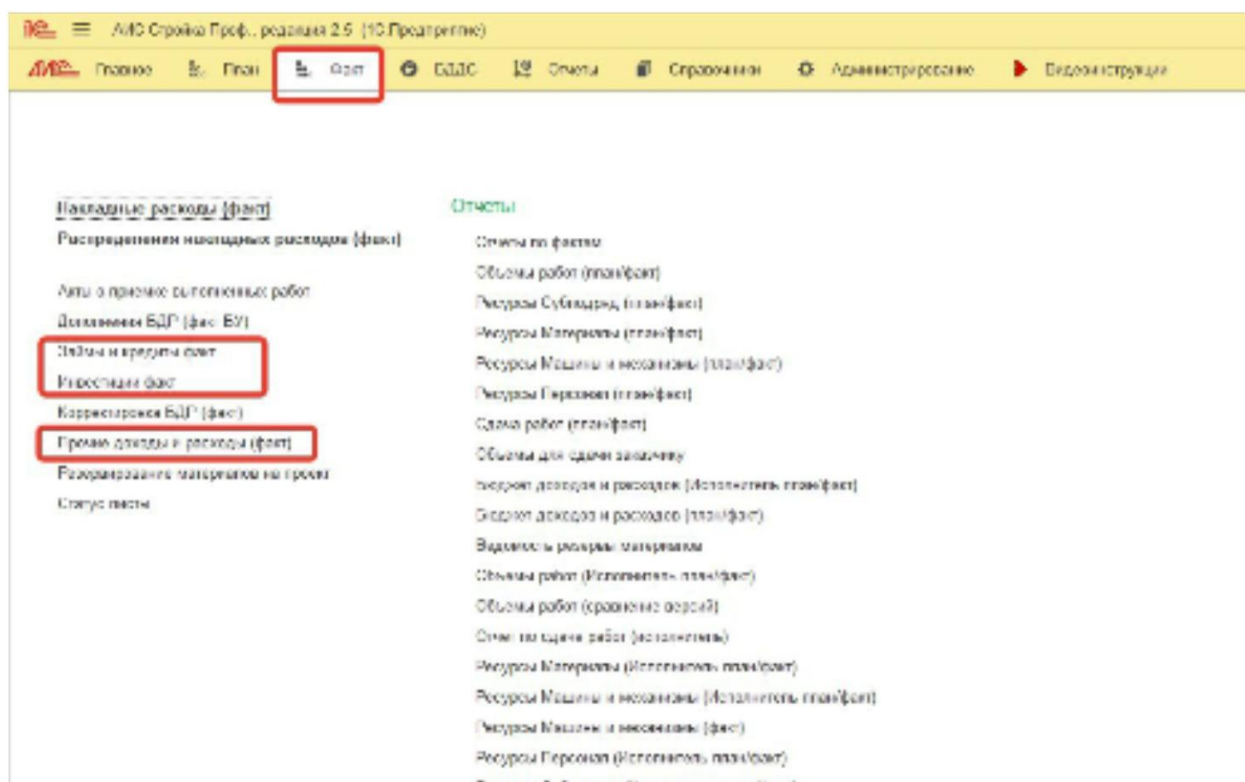 1С АИС Стройка Проф., редакция 2.5 (1С:Предприятие)
АИС Главное План Факт БДДС Отчеты Справочники Администрирование Видеоинструкции
Накладные расходы (факт)
Распределения накладных расходов (факт)
Акты о приемке выполненных работ
Дополнения БДР (факт БУ)
Займы и кредиты факт
Инвестиции факт
Корректировка БДР (факт)
Прочие доходы и расходы (факт)
Резервирование материалов на проект
Статус листы
Отчеты
Отчеты по фактам
Объемы работ (план/факт)
Ресурсы Субподряд (план/факт)
Ресурсы Материалы (план/факт)
Ресурсы Машины и механизмы (план/факт)
Ресурсы Персонал (план/факт)
Сдача работ (план/факт)
Объемы для сдачи заказчику
Бюджет доходов и расходов (Исполнитель план/факт)
Бюджет доходов и расходов (план/факт)
Ведомость резервы материалов
Объемы работ (Исполнитель план/факт)
Объемы работ (сравнение версий)
Отчет по сдаче работ (исполнитель)
Ресурсы Материалы (Исполнитель план/факт)
Ресурсы Машины и механизмы (Исполнитель план/факт)
Ресурсы Машины и механизмы (факт)
Ресурсы Персонал (Исполнитель план/факт)